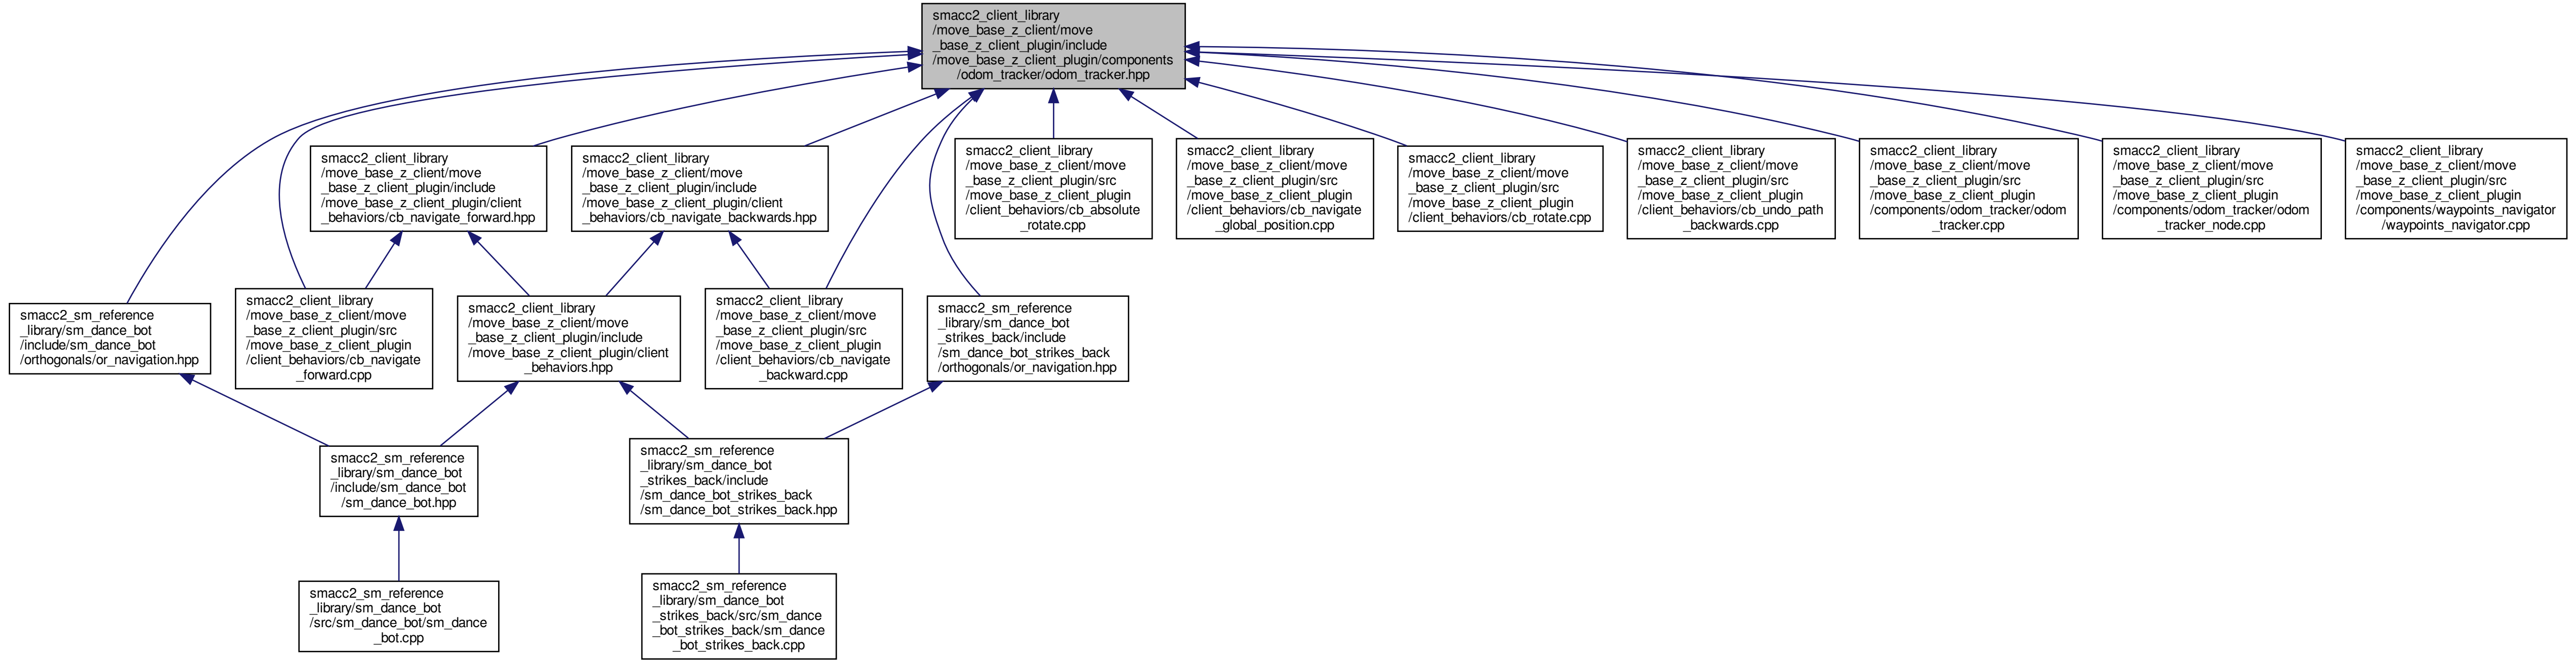 smacc2_client_library
/move_base_z_client/move
_base_z_client_plugin/include
/move_base_z_client_plugin/components
/odom_tracker/odom_tracker.hpp
smacc2_client_library
/move_base_z_client/move
_base_z_client_plugin/include
/move_base_z_client_plugin/client
_behaviors/cb_navigate_forward.hpp
smacc2_client_library
/move_base_z_client/move
_base_z_client_plugin/include
/move_base_z_client_plugin/client
_behaviors/cb_navigate_backwards.hpp
smacc2_client_library
/move_base_z_client/move
_base_z_client_plugin/src
/move_base_z_client_plugin
/client_behaviors/cb_absolute
_rotate.cpp
smacc2_client_library
/move_base_z_client/move
_base_z_client_plugin/src
/move_base_z_client_plugin
/client_behaviors/cb_navigate
_global_position.cpp
smacc2_client_library
/move_base_z_client/move
_base_z_client_plugin/src
/move_base_z_client_plugin
/client_behaviors/cb_rotate.cpp
smacc2_client_library
/move_base_z_client/move
_base_z_client_plugin/src
/move_base_z_client_plugin
/client_behaviors/cb_undo_path
_backwards.cpp
smacc2_client_library
/move_base_z_client/move
_base_z_client_plugin/src
/move_base_z_client_plugin
/components/odom_tracker/odom
_tracker.cpp
smacc2_client_library
/move_base_z_client/move
_base_z_client_plugin/src
/move_base_z_client_plugin
/components/odom_tracker/odom
_tracker_node.cpp
smacc2_client_library
/move_base_z_client/move
_base_z_client_plugin/src
/move_base_z_client_plugin
/components/waypoints_navigator
/waypoints_navigator.cpp
smacc2_sm_reference
_library/sm_dance_bot
/include/sm_dance_bot
/orthogonals/or_navigation.hpp
smacc2_client_library
/move_base_z_client/move
_base_z_client_plugin/src
/move_base_z_client_plugin
/client_behaviors/cb_navigate
_forward.cpp
smacc2_client_library
/move_base_z_client/move
_base_z_client_plugin/include
/move_base_z_client_plugin/client
_behaviors.hpp
smacc2_client_library
/move_base_z_client/move
_base_z_client_plugin/src
/move_base_z_client_plugin
/client_behaviors/cb_navigate
_backward.cpp
smacc2_sm_reference
_library/sm_dance_bot
_strikes_back/include
/sm_dance_bot_strikes_back
/orthogonals/or_navigation.hpp
smacc2_sm_reference
_library/sm_dance_bot
/include/sm_dance_bot
/sm_dance_bot.hpp
smacc2_sm_reference
_library/sm_dance_bot
_strikes_back/include
/sm_dance_bot_strikes_back
/sm_dance_bot_strikes_back.hpp
smacc2_sm_reference
_library/sm_dance_bot
/src/sm_dance_bot/sm_dance
_bot.cpp
smacc2_sm_reference
_library/sm_dance_bot
_strikes_back/src/sm_dance
_bot_strikes_back/sm_dance
_bot_strikes_back.cpp